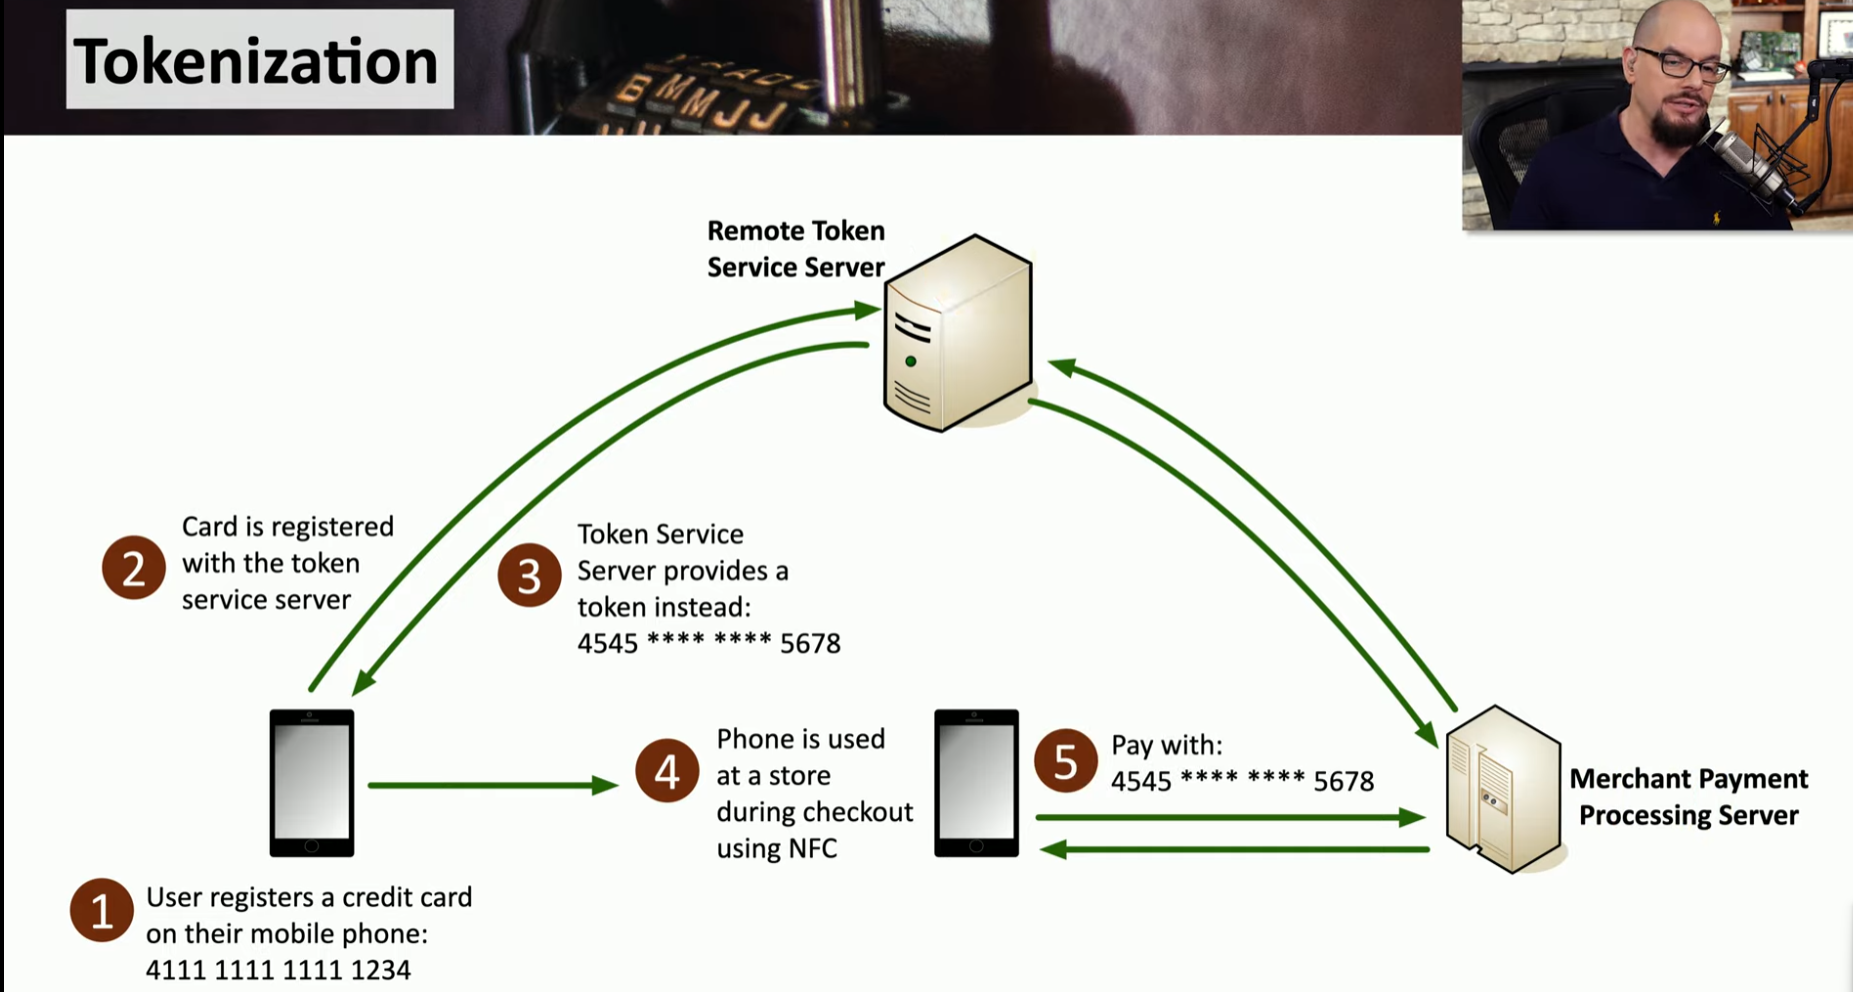 Tokenization
Remote Token
Service Server
2
Card is registered
with the token
service server
3
Token Service
Server provides a
token instead:
4545 **** **** 5678
4
Phone is used
at a store
during checkout
using NFC
5
Pay with:
4545 **** **** 5678
Merchant Payment
Processing Server
1
User registers a credit card
on their mobile phone:
4111 1111 1111 1234
B M M J J